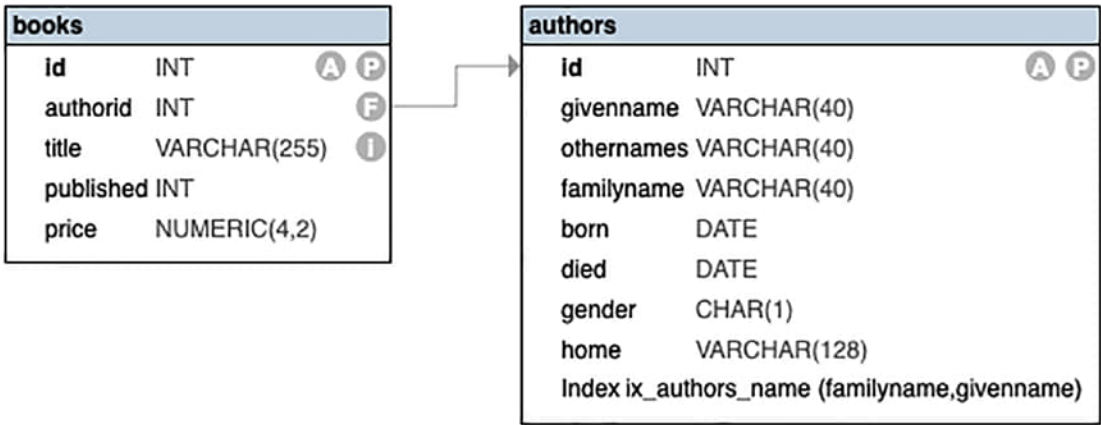 books
id INT A P
authorid INT F
title VARCHAR(255) i
published INT
price NUMERIC(4,2)
authors
id INT A P
givenname VARCHAR(40)
othernames VARCHAR(40)
familyname VARCHAR(40)
born DATE
died DATE
gender CHAR(1)
home VARCHAR(128)
Index ix_authors_name (familyname,givenname)